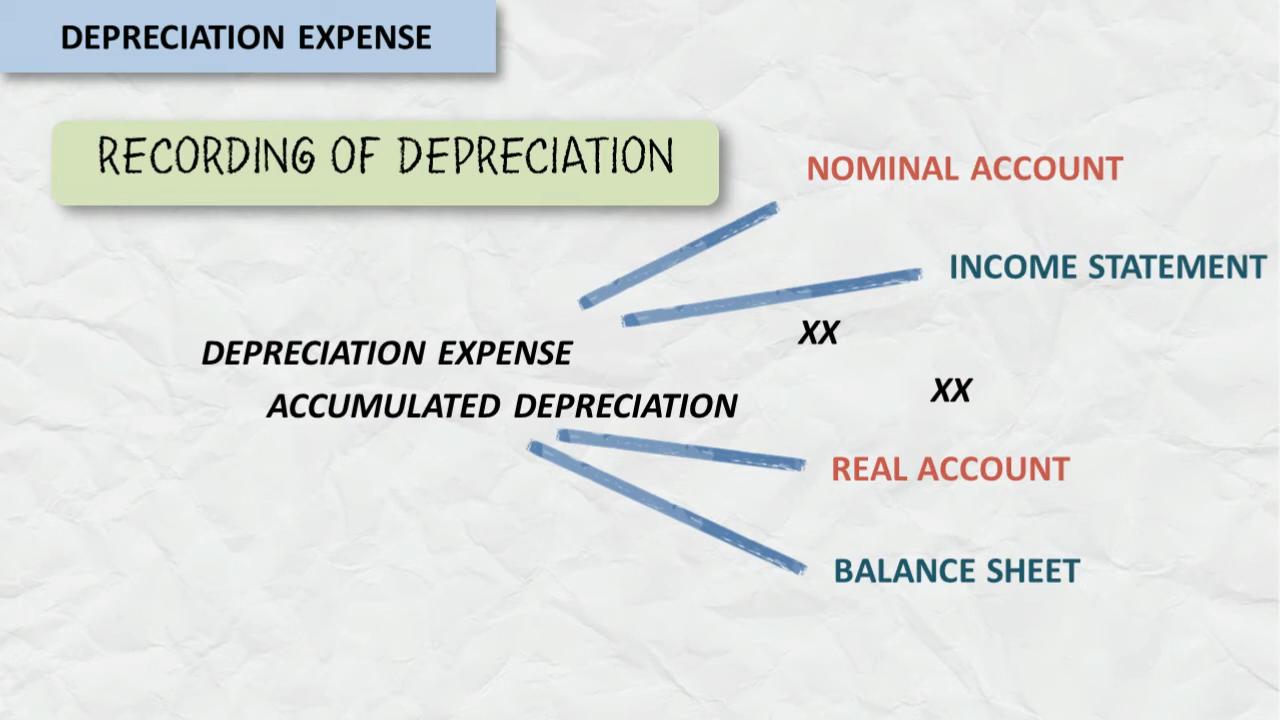 DEPRECIATION EXPENSE
RECORDING OF DEPRECIATION
NOMINAL ACCOUNT
INCOME STATEMENT
DEPRECIATION EXPENSE XX
ACCUMULATED DEPRECIATION XX
REAL ACCOUNT
BALANCE SHEET